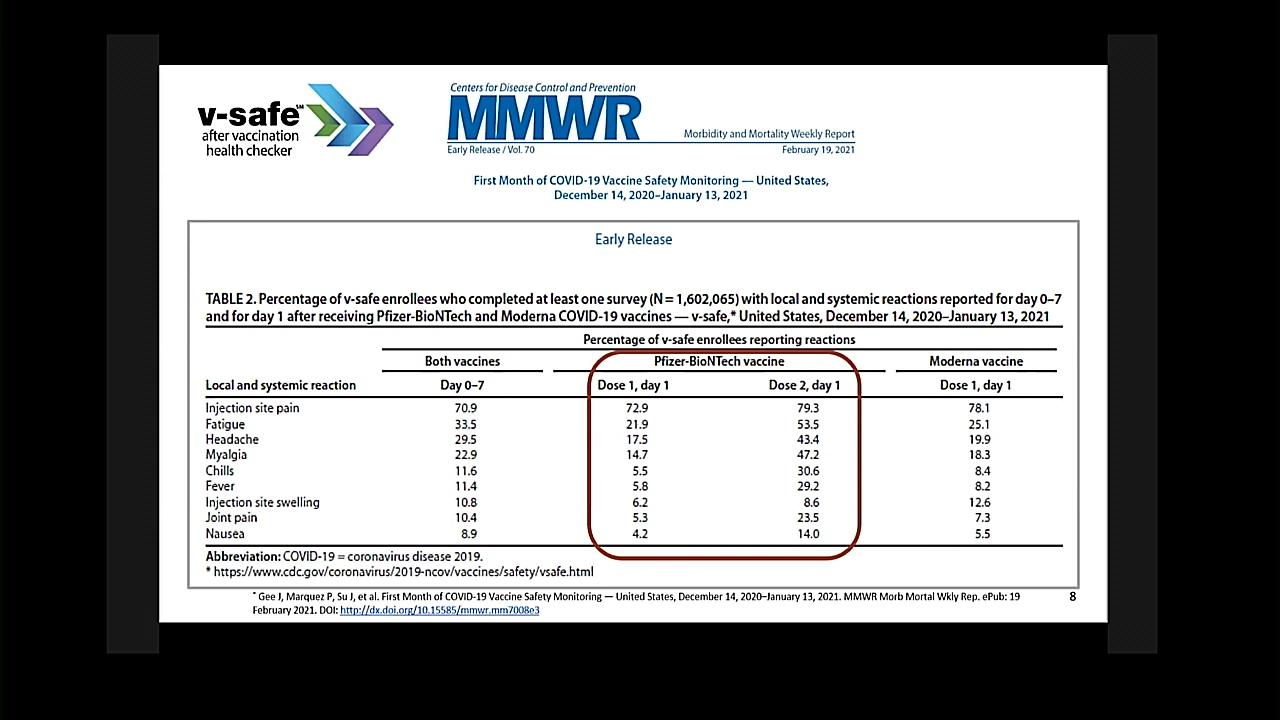 v-safe℠
after vaccination
health checker
Centers for Disease Control and Prevention
MMWR
Morbidity and Mortality Weekly Report
Early Release / Vol. 70
February 19, 2021
First Month of COVID-19 Vaccine Safety Monitoring — United States,
December 14, 2020–January 13, 2021
Early Release
TABLE 2. Percentage of v-safe enrollees who completed at least one survey (N = 1,602,065) with local and systemic reactions reported for day 0–7
and for day 1 after receiving Pfizer-BioNTech and Moderna COVID-19 vaccines — v-safe,* United States, December 14, 2020–January 13, 2021
Percentage of v-safe enrollees reporting reactions
Both vaccines Pfizer-BioNTech vaccine Moderna vaccine
Local and systemic reaction Day 0–7 Dose 1, day 1 Dose 2, day 1 Dose 1, day 1
Injection site pain 70.9 72.9 79.3 78.1
Fatigue 33.5 21.9 53.5 25.1
Headache 29.5 17.5 43.4 19.9
Myalgia 22.9 14.7 47.2 18.3
Chills 11.6 5.5 30.6 8.4
Fever 11.4 5.8 29.2 8.2
Injection site swelling 10.8 6.2 8.6 12.6
Joint pain 10.4 5.3 23.5 7.3
Nausea 8.9 4.2 14.0 5.5
Abbreviation: COVID-19 = coronavirus disease 2019.
* https://www.cdc.gov/coronavirus/2019-ncov/vaccines/safety/vsafe.html
* Gee J, Marquez P, Su J, et al. First Month of COVID-19 Vaccine Safety Monitoring — United States, December 14, 2020–January 13, 2021. MMWR Morb Mortal Wkly Rep. ePub: 19
February 2021. DOI: http://dx.doi.org/10.15585/mmwr.mm7008e3
8